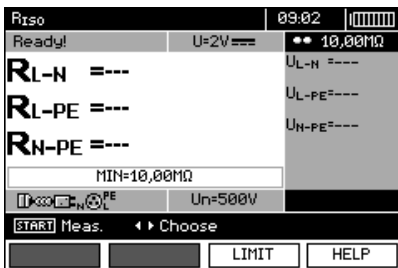 RISO 09:02
Ready! U=2V •• 10,00MΩ
RL-N =---
RL-PE =---
RN-PE =---
UL-N =---
UL-PE=---
UN-PE=---
MIN=10,00MΩ
N PE L Un=500V
START Meas. Choose
LIMIT HELP